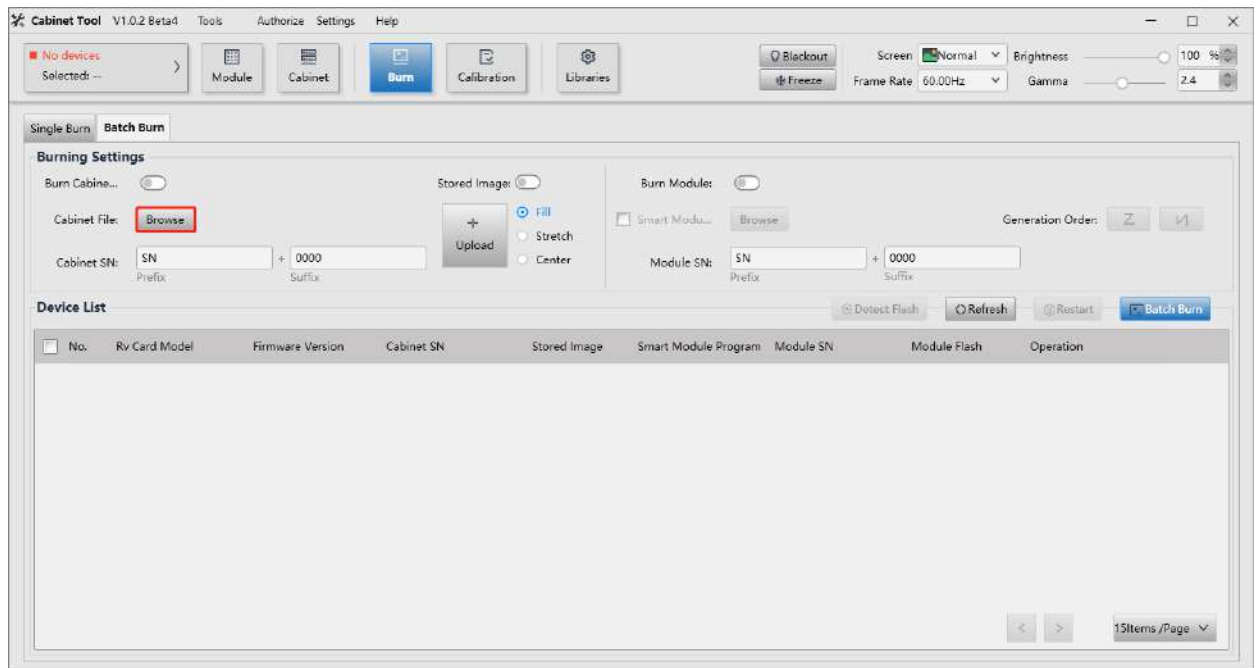 Cabinet Tool V1.0.2 Beta4 Tools Authorize Settings Help
No devices
Selected: --
Module
Cabinet
Burn
Calibration
Libraries
Blackout
Freeze
Screen Normal Brightness 100 %
Frame Rate 60.00Hz Gamma 2.4
Single Burn Batch Burn
Burning Settings
Burn Cabine... Stored Image: Burn Module:
Cabinet File: Browse Upload Fill Stretch Center Smart Modu... Browse Generation Order:
Cabinet SN: SN + 0000 Module SN: SN + 0000
Prefix Suffix Prefix Suffix
Device List Detect Flash Refresh Restart Batch Burn
No. Rv Card Model Firmware Version Cabinet SN Stored Image Smart Module Program Module SN Module Flash Operation
< > 15Items /Page